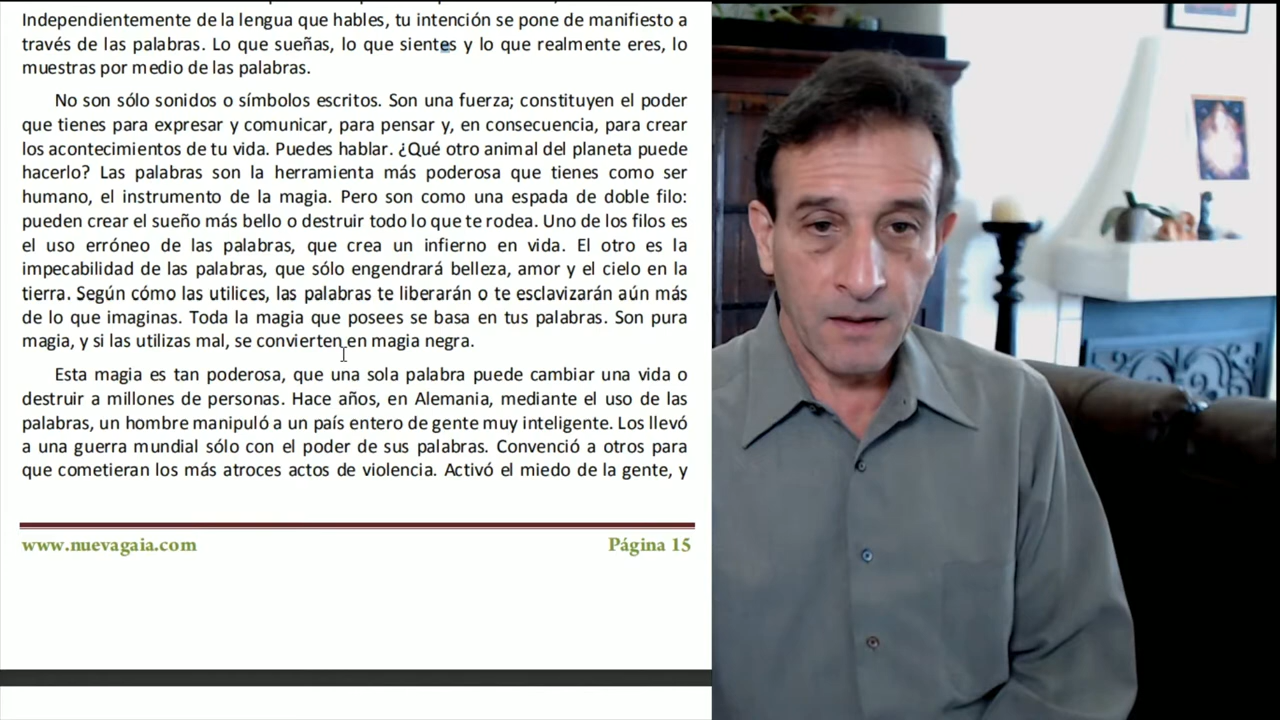 Independientemente de la lengua que hables, tu intención se pone de manifiesto a
través de las palabras. Lo que sueñas, lo que sientes y lo que realmente eres, lo
muestras por medio de las palabras.
No son sólo sonidos o símbolos escritos. Son una fuerza; constituyen el poder
que tienes para expresar y comunicar, para pensar y, en consecuencia, para crear
los acontecimientos de tu vida. Puedes hablar. ¿Qué otro animal del planeta puede
hacerlo? Las palabras son la herramienta más poderosa que tienes como ser
humano, el instrumento de la magia. Pero son como una espada de doble filo:
pueden crear el sueño más bello o destruir todo lo que te rodea. Uno de los filos es
el uso erróneo de las palabras, que crea un infierno en vida. El otro es la
impecabilidad de las palabras, que sólo engendrará belleza, amor y el cielo en la
tierra. Según cómo las utilices, las palabras te liberarán o te esclavizarán aún más
de lo que imaginas. Toda la magia que posees se basa en tus palabras. Son pura
magia, y si las utilizas mal, se convierten en magia negra.
Esta magia es tan poderosa, que una sola palabra puede cambiar una vida o
destruir a millones de personas. Hace años, en Alemania, mediante el uso de las
palabras, un hombre manipuló a un país entero de gente muy inteligente. Los llevó
a una guerra mundial sólo con el poder de sus palabras. Convenció a otros para
que cometieran los más atroces actos de violencia. Activó el miedo de la gente, y
www.nuevagaia.com
Página 15